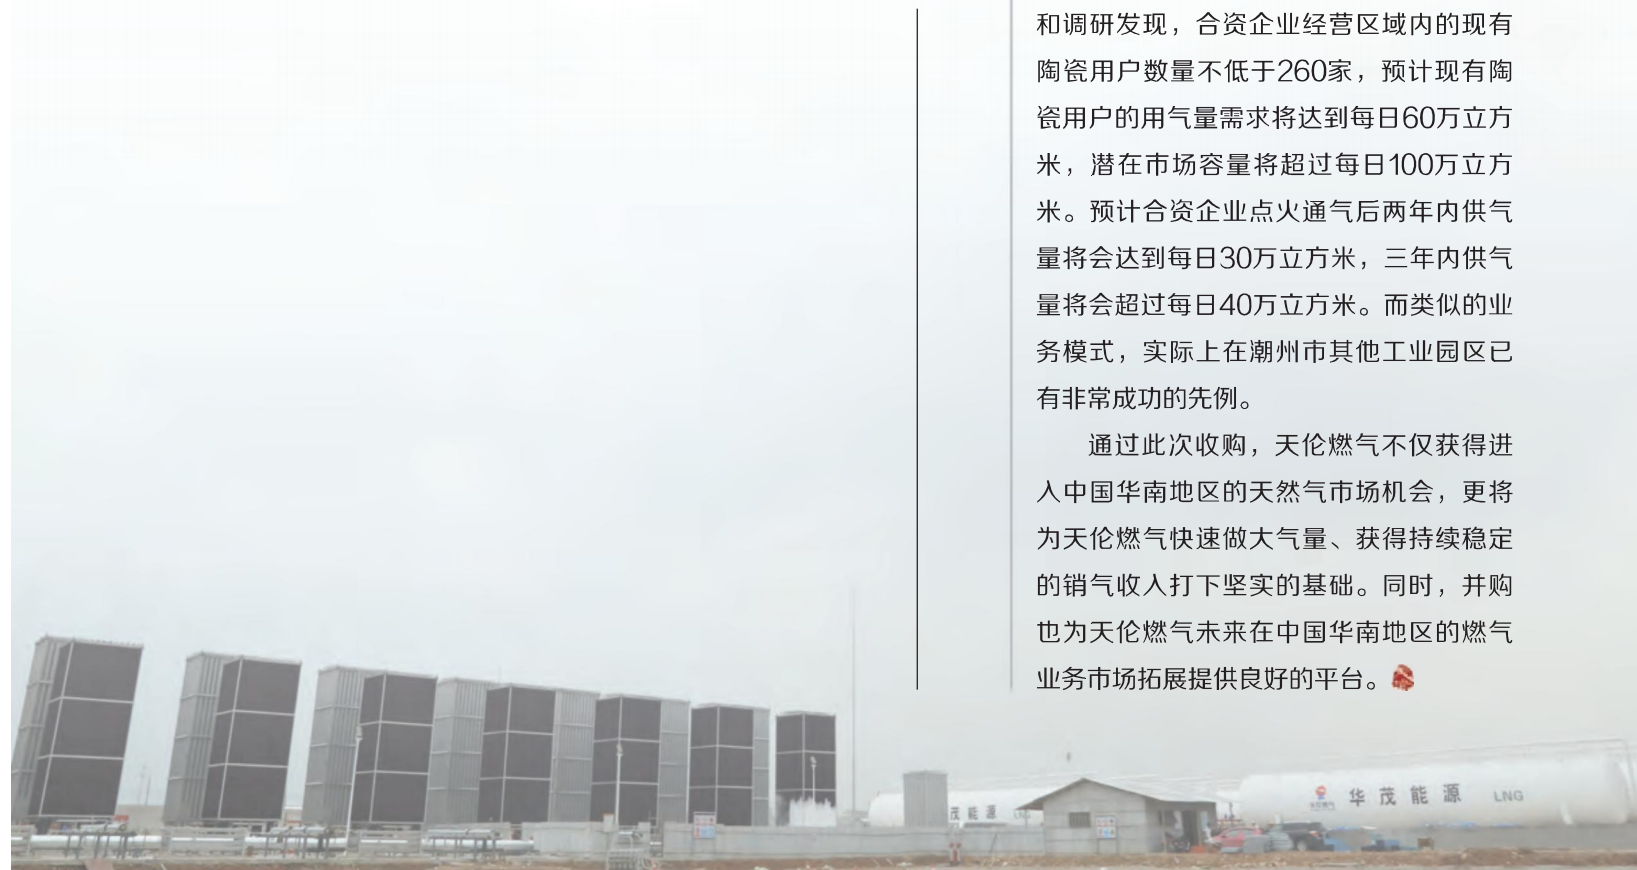 和调研发现，合资企业经营区域内的现有
陶瓷用户数量不低于260家，预计现有陶
瓷用户的用气量需求将达到每日60万立方
米，潜在市场容量将超过每日100万立方
米。预计合资企业点火通气后两年内供气
量将会达到每日30万立方米，三年内供气
量将会超过每日40万立方米。而类似的业
务模式，实际上在潮州市其他工业园区已
有非常成功的先例。
通过此次收购，天伦燃气不仅获得进
入中国华南地区的天然气市场机会，更将
为天伦燃气快速做大气量、获得持续稳定
的销气收入打下坚实的基础。同时，并购
也为天伦燃气未来在中国华南地区的燃气
业务市场拓展提供良好的平台。
茂能源 LNG
华茂能源 LNG